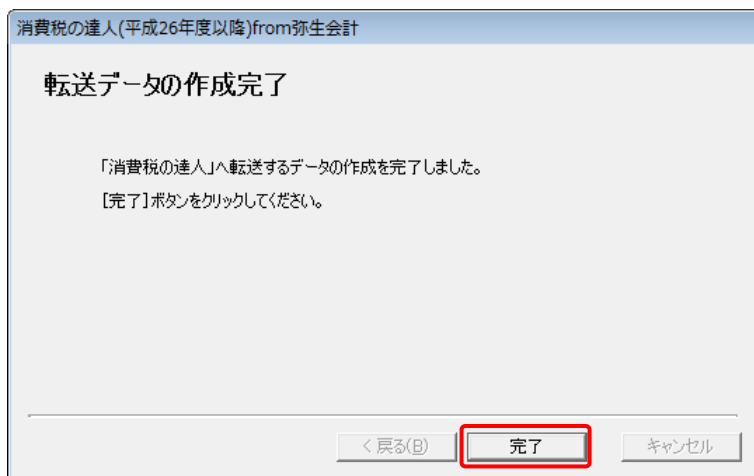 消費税の達人(平成26年度以降)from弥生会計
転送データの作成完了
「消費税の達人」へ転送するデータの作成を完了しました。
[完了]ボタンをクリックしてください。
< 戻る(B) 完了 キャンセル